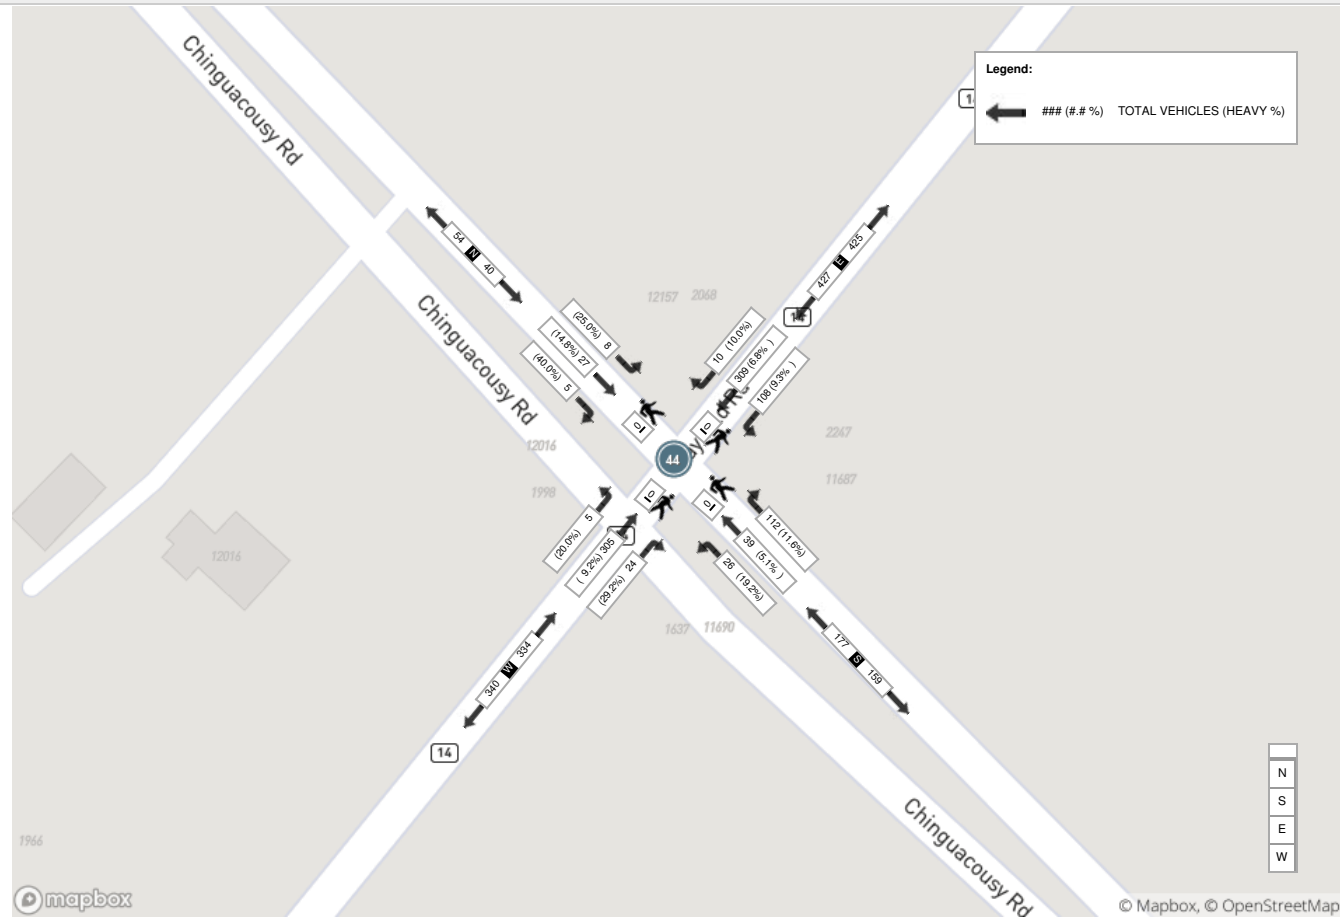 Chinguacousy Rd
Legend:
### (#.# %) TOTAL VEHICLES (HEAVY %)
54 N 40
427 E 425
14
12157 2068
(25.0%) 8
(14.8%) 27
(40.0%) 5
10 (10.0%)
309 (6.8% )
108 (9.3% )
Chinguacousy Rd
12016
2247
44
1998
11687
(20.0%) 5
( 9.2%) 305
(29.2%) 24
112 (11.6%)
39 (5.1% )
26 (19.2%)
12016
1637 11690
340 W 334
177 S 159
14
N
S
E
W
1966
Chinguacousy Rd
mapbox
© Mapbox, © OpenStreetMap